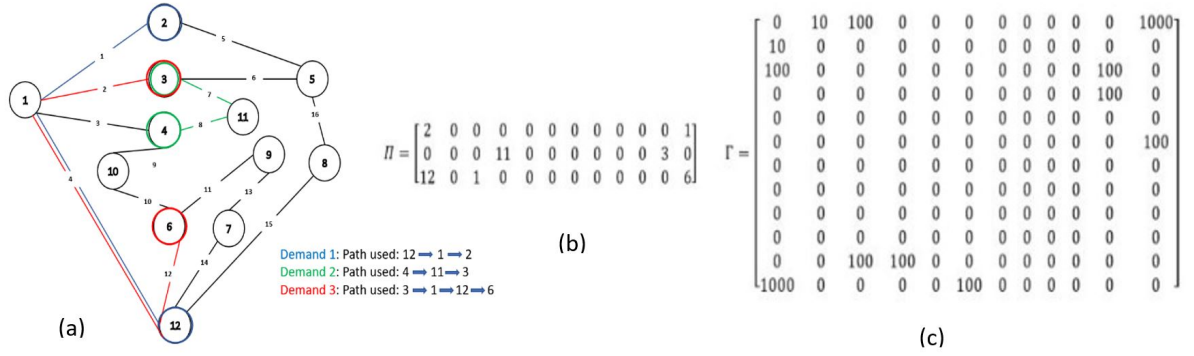 2
1
5
3
2
6
5
1
7
11
16
3
4
8
9
9
8
10
4
11
13
10
6
7
15
12
14
12
Demand 1: Path used: 12 → 1 → 2
Demand 2: Path used: 4 → 11 → 3
Demand 3: Path used: 3 → 1 → 12 → 6
(a)
Π =
2 0 0 0 0 0 0 0 0 0 0 1
0 0 0 11 0 0 0 0 0 0 3 0
12 0 1 0 0 0 0 0 0 0 0 6
(b)
Γ =
0 10 100 0 0 0 0 0 0 0 0 1000
10 0 0 0 0 0 0 0 0 0 0 0
100 0 0 0 0 0 0 0 0 0 100 0
0 0 0 0 0 0 0 0 0 0 100 0
0 0 0 0 0 0 0 0 0 0 0 0
0 0 0 0 0 0 0 0 0 0 0 100
0 0 0 0 0 0 0 0 0 0 0 0
0 0 0 0 0 0 0 0 0 0 0 0
0 0 0 0 0 0 0 0 0 0 0 0
0 0 0 0 0 0 0 0 0 0 0 0
0 0 100 100 0 0 0 0 0 0 0 0
1000 0 0 0 0 100 0 0 0 0 0 0
(c)